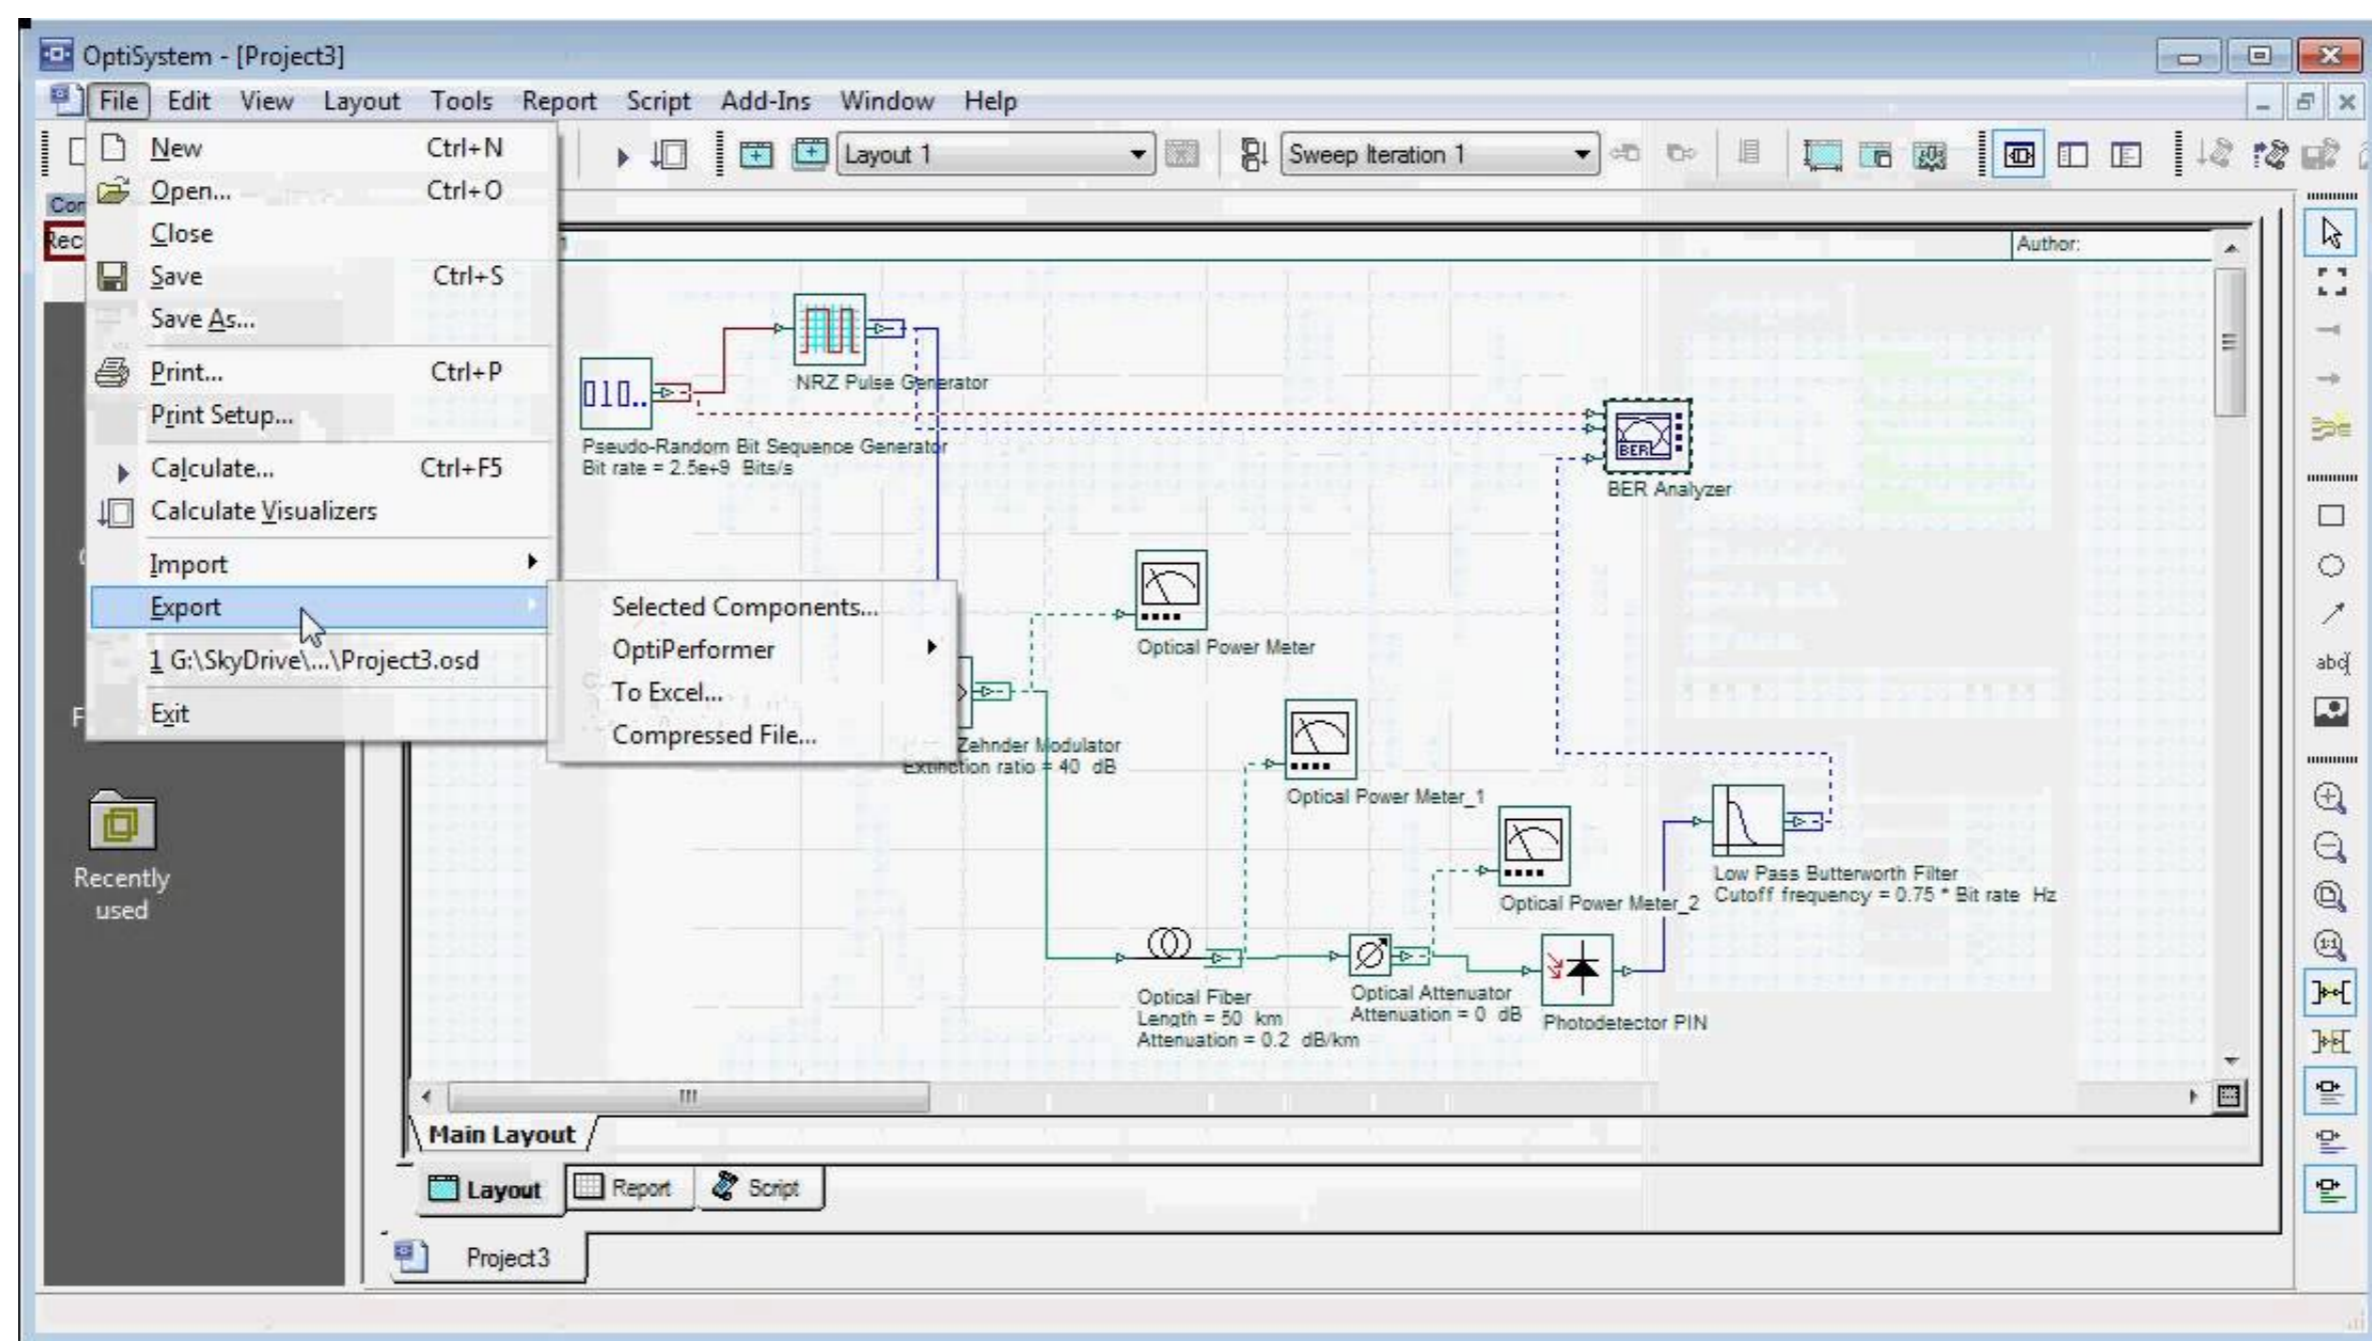 OptiSystem - [Project3]
File Edit View Layout Tools Report Script Add-Ins Window Help
Layout 1
Sweep Iteration 1
New Ctrl+N
Open... Ctrl+O
Close
Save Ctrl+S
Save As...
Print... Ctrl+P
Print Setup...
Calculate... Ctrl+F5
Calculate Visualizers
Import
Export
1 G:\SkyDrive\...\Project3.osd
Exit
Selected Components...
OptiPerformer
To Excel...
Compressed File...
Recently
used
Author:
NRZ Pulse Generator
010..
Pseudo-Random Bit Sequence Generator
Bit rate = 2.5e+9 Bits/s
BER
BER Analyzer
Optical Power Meter
Zehnder Modulator
Extinction ratio = 40 dB
Optical Power Meter_1
Optical Power Meter_2
Low Pass Butterworth Filter
Cutoff frequency = 0.75 * Bit rate Hz
Optical Fiber
Length = 50 km
Attenuation = 0.2 dB/km
Optical Attenuator
Attenuation = 0 dB
Photodetector PIN
abc
1:1
Main Layout
Layout Report Script
Project3